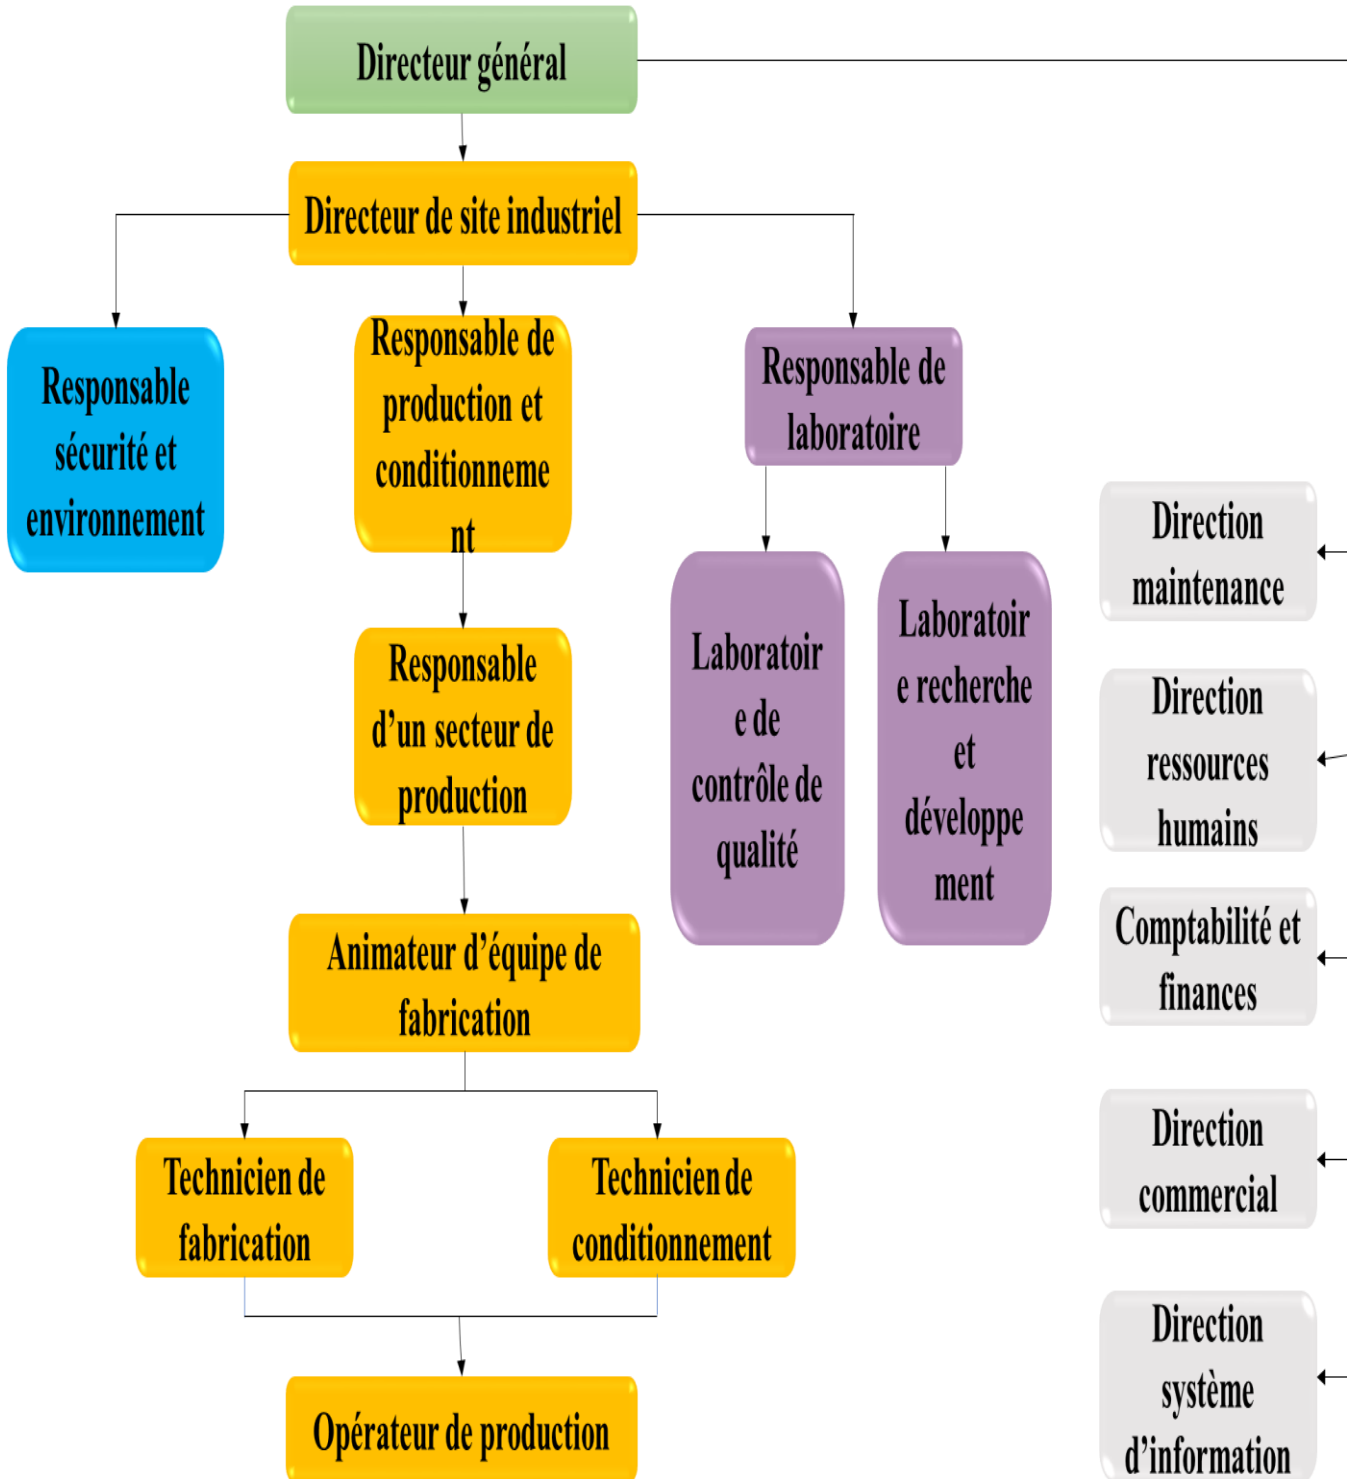 Directeur général
Directeur de site industriel
Responsable
sécurité et
environnement
Responsable de
production et
conditionneme
nt
Responsable de
laboratoire
Laboratoir
e de
contrôle de
qualité
Laboratoir
e recherche
et
développe
ment
Responsable
d’un secteur de
production
Animateur d’équipe de
fabrication
Technicien de
fabrication
Technicien de
conditionnement
Opérateur de production
Direction
maintenance
Direction
ressources
humains
Comptabilité et
finances
Direction
commercial
Direction
système
d’information